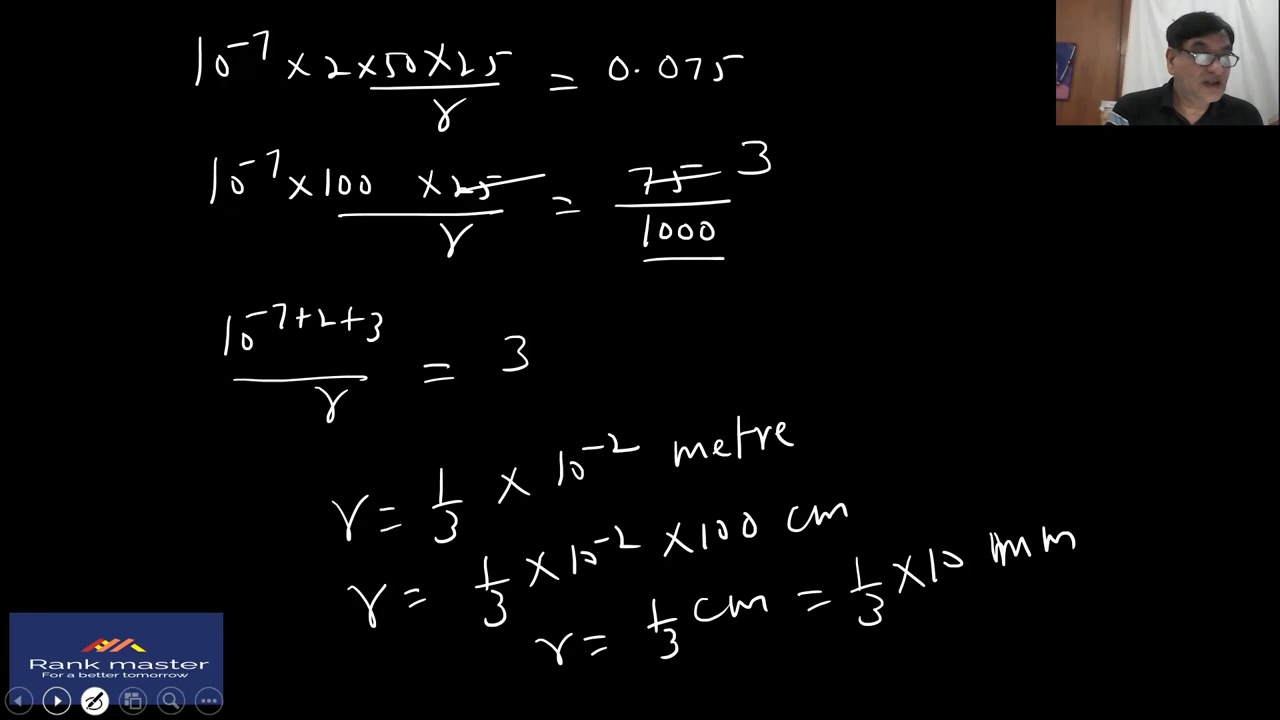 10⁻⁷ × 2 × 50 × 25 / r = 0.075
10⁻⁷ × 100 × 25 / r = 75 / 1000 3
10⁻⁷⁺²⁺³ / r = 3
r = 1/3 × 10⁻² metre
r = 1/3 × 10⁻² × 100 cm
r = 1/3 cm = 1/3 × 10 mm
Rank master
For a better tomorrow